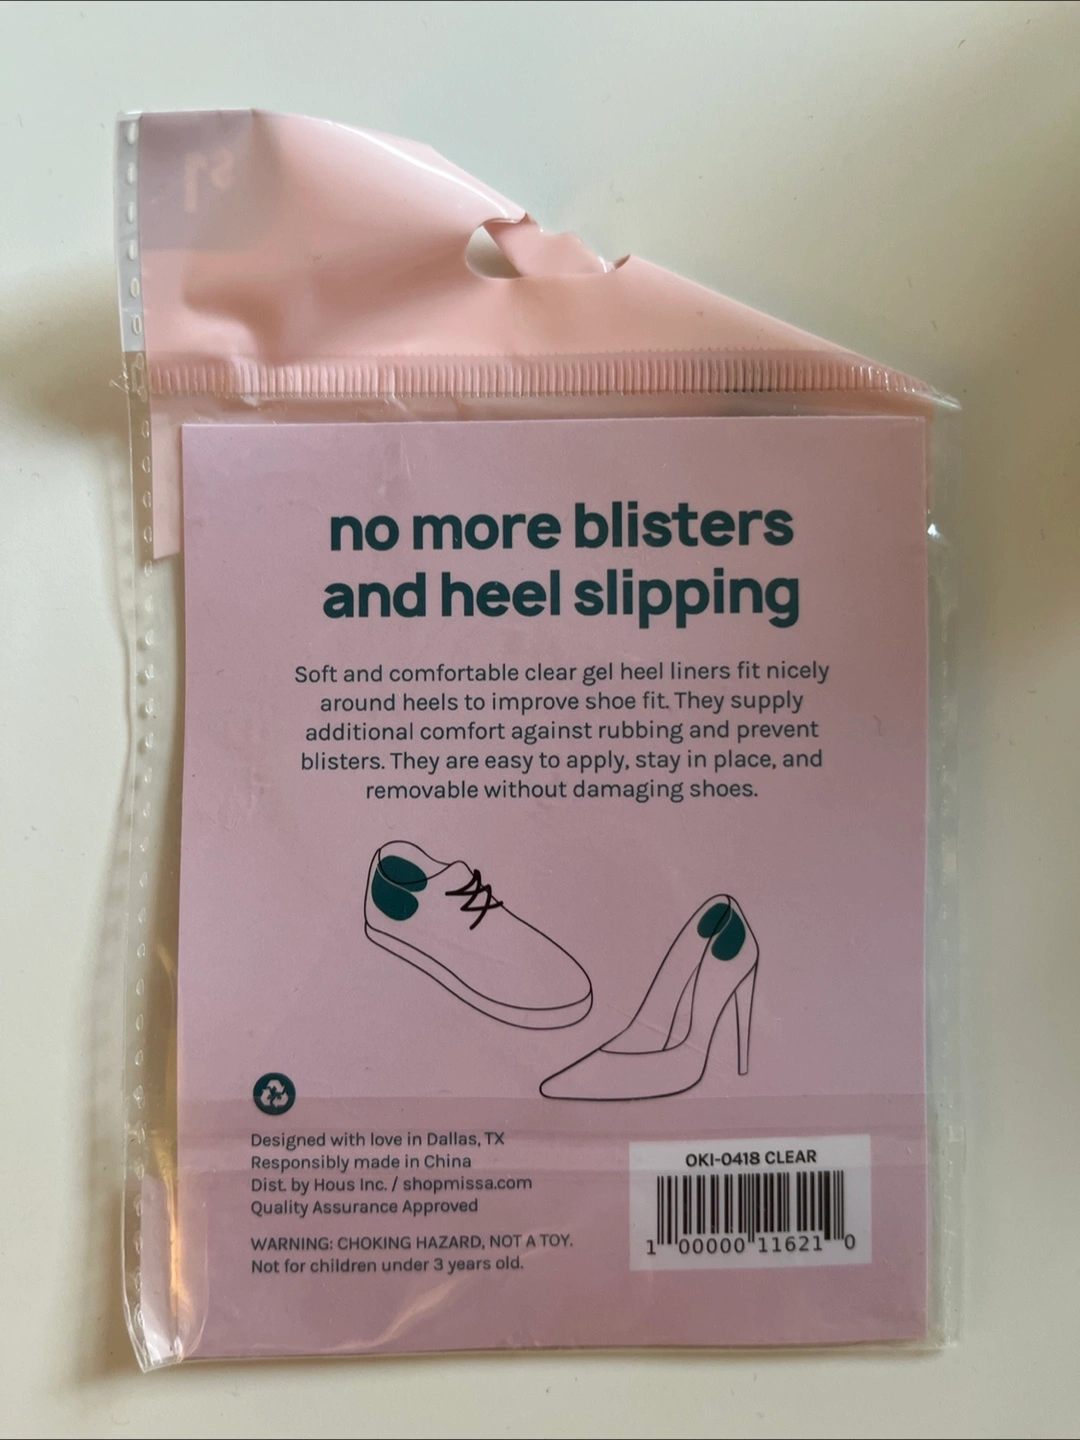 $1
no more blisters
and heel slipping
Soft and comfortable clear gel heel liners fit nicely
around heels to improve shoe fit. They supply
additional comfort against rubbing and prevent
blisters. They are easy to apply, stay in place, and
removable without damaging shoes.
Designed with love in Dallas, TX
Responsibly made in China
Dist. by Hous Inc. / shopmissa.com
Quality Assurance Approved
WARNING: CHOKING HAZARD, NOT A TOY.
Not for children under 3 years old.
OKI-0418 CLEAR
1 00000 11621 0